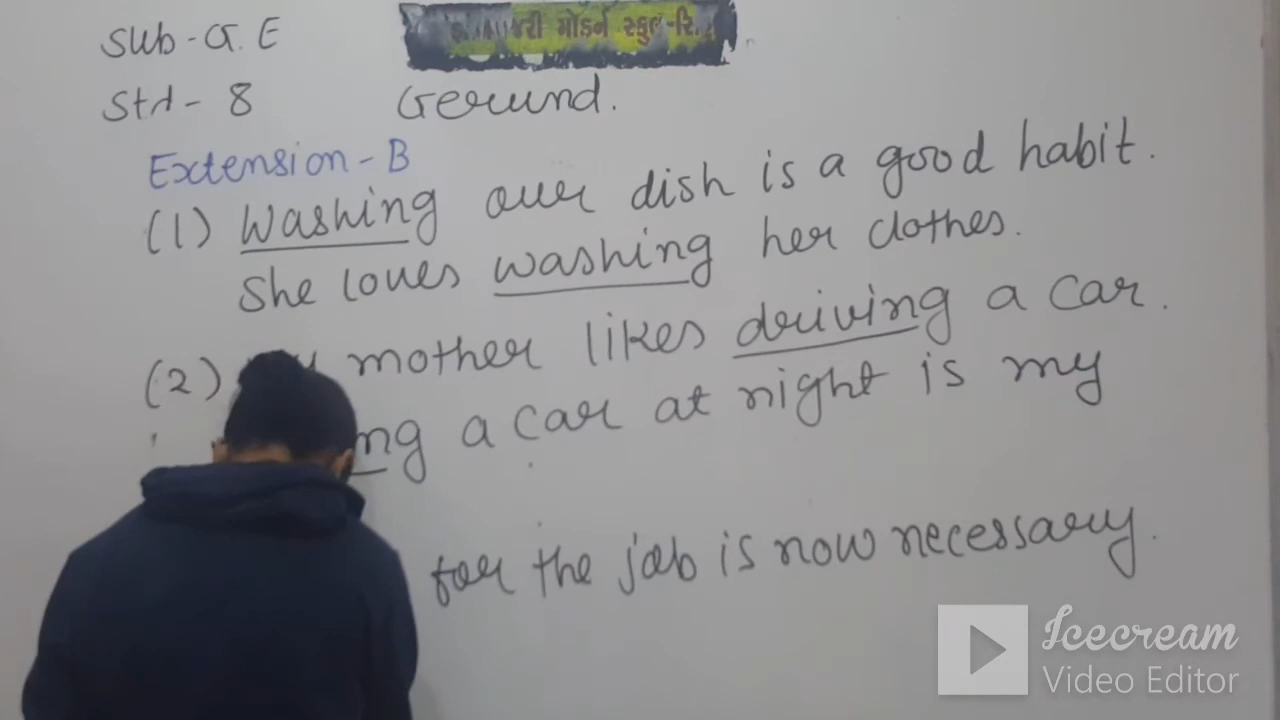 Sub - G. E
મોડર્ન સ્કુલ-રિ.
Std - 8
Gerund.
Extension - B
(1) Washing our dish is a good habit.
She loves washing her clothes.
(2) mother likes driving a car.
ng a car at night is my
for the job is now necessary.
Icecream
Video Editor